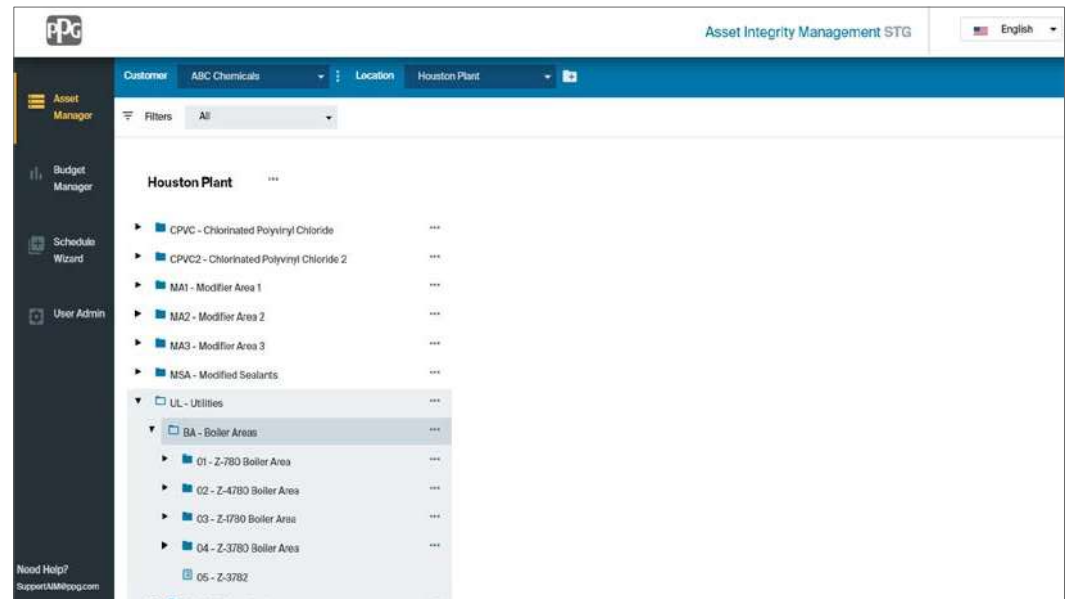 PPG
Asset Integrity Management STG
English
Customer ABC Chemicals Location Houston Plant
Asset
Manager
Filters All
Budget
Manager
Houston Plant
CPVC - Chlorinated Polyvinyl Chloride
Schedule
Wizard
CPVC2 - Chlorinated Polyvinyl Chloride 2
MA1 - Modifier Area 1
User Admin
MA2 - Modifier Area 2
MA3 - Modifier Area 3
MSA - Modified Sealants
UL - Utilities
BA - Boiler Areas
01 - Z-780 Boiler Area
02 - Z-4780 Boiler Area
03 - Z-1780 Boiler Area
04 - Z-3780 Boiler Area
05 - Z-3782
Need Help?
SupportAIM@ppg.com